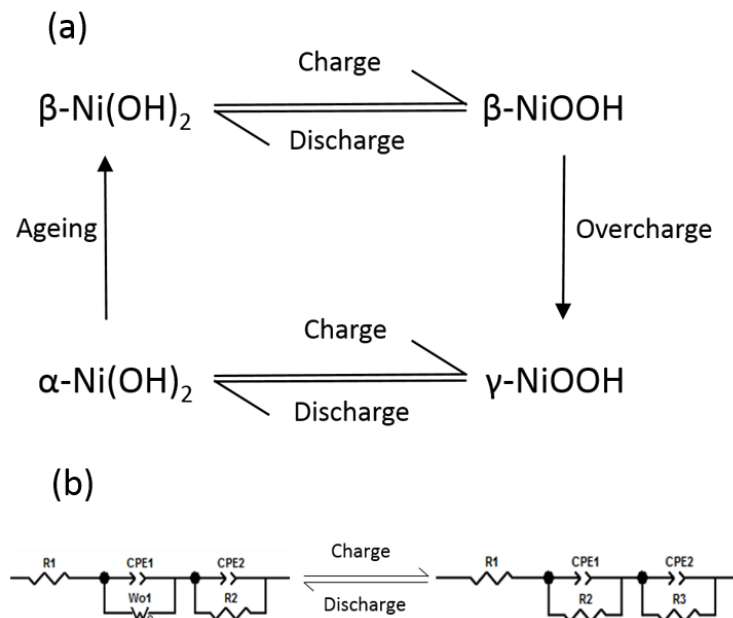 (a)
Charge
β-Ni(OH)₂ β-NiOOH
Discharge
Ageing Overcharge
Charge
α-Ni(OH)₂ γ-NiOOH
Discharge
(b)
R1 CPE1 CPE2 Charge R1 CPE1 CPE2
Wo1 R2 Discharge R2 R3